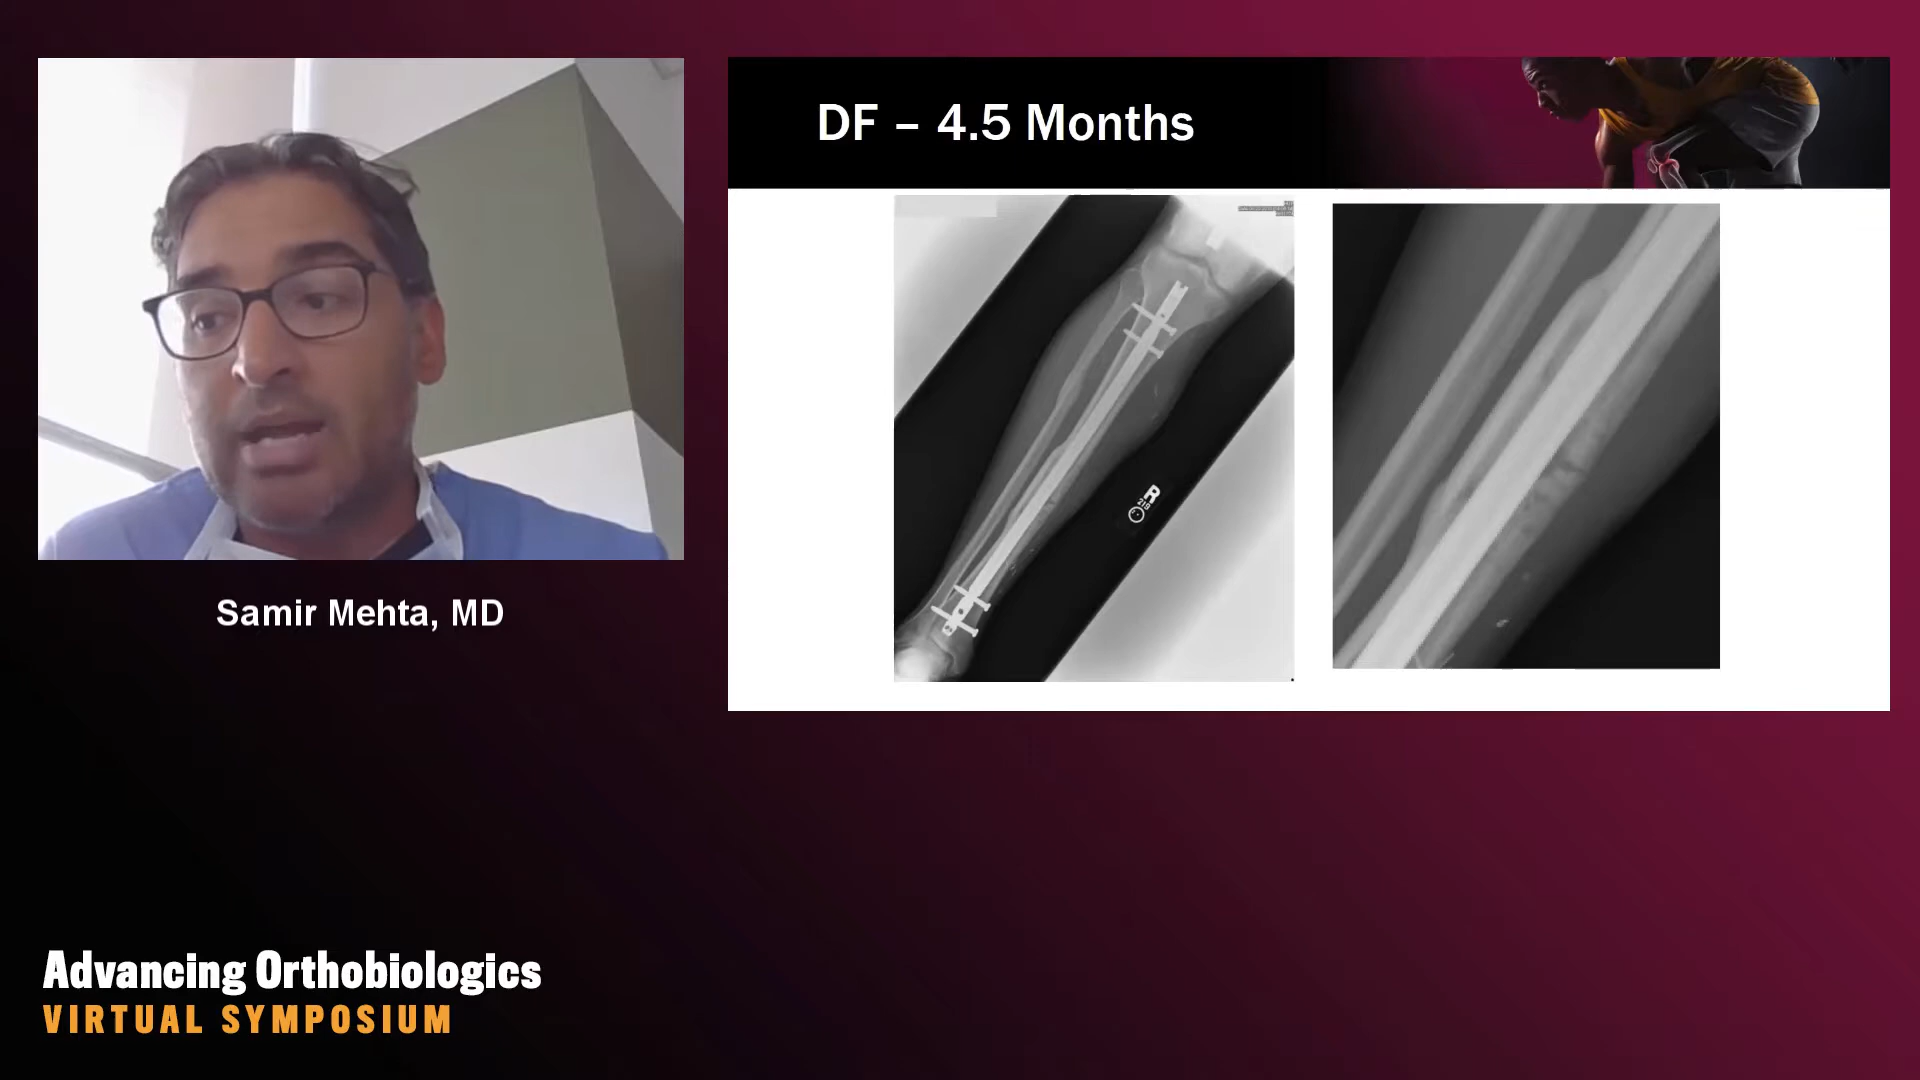 DF – 4.5 Months
R
Samir Mehta, MD
Advancing Orthobiologics
VIRTUAL SYMPOSIUM